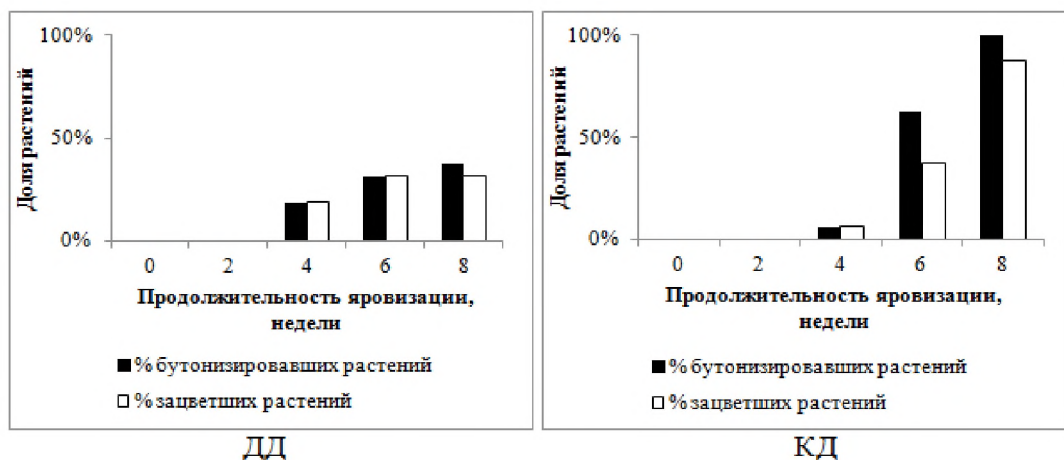 100%
50%
0%
Доля растений
0 2 4 6 8
Продолжительность яровизации,
недели
% бутонизировавших растений
% зацветших растений
ДД
100%
50%
0%
Доля растений
0 2 4 6 8
Продолжительность яровизации,
недели
% бутонизировавших растений
% зацветших растений
КД